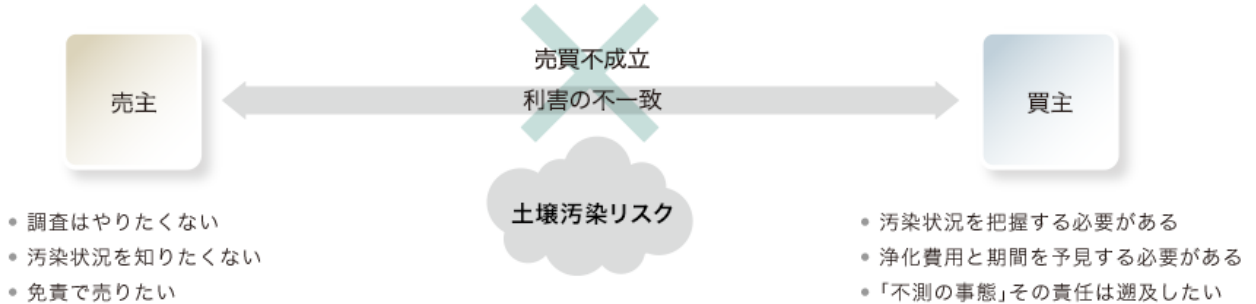 売買不成立
売主
利害の不一致
買主
土壌汚染リスク
• 調査はやりたくない
• 汚染状況を知りたくない
• 免責で売りたい
• 汚染状況を把握する必要がある
• 浄化費用と期間を予見する必要がある
• 「不測の事態」その責任は遡及したい